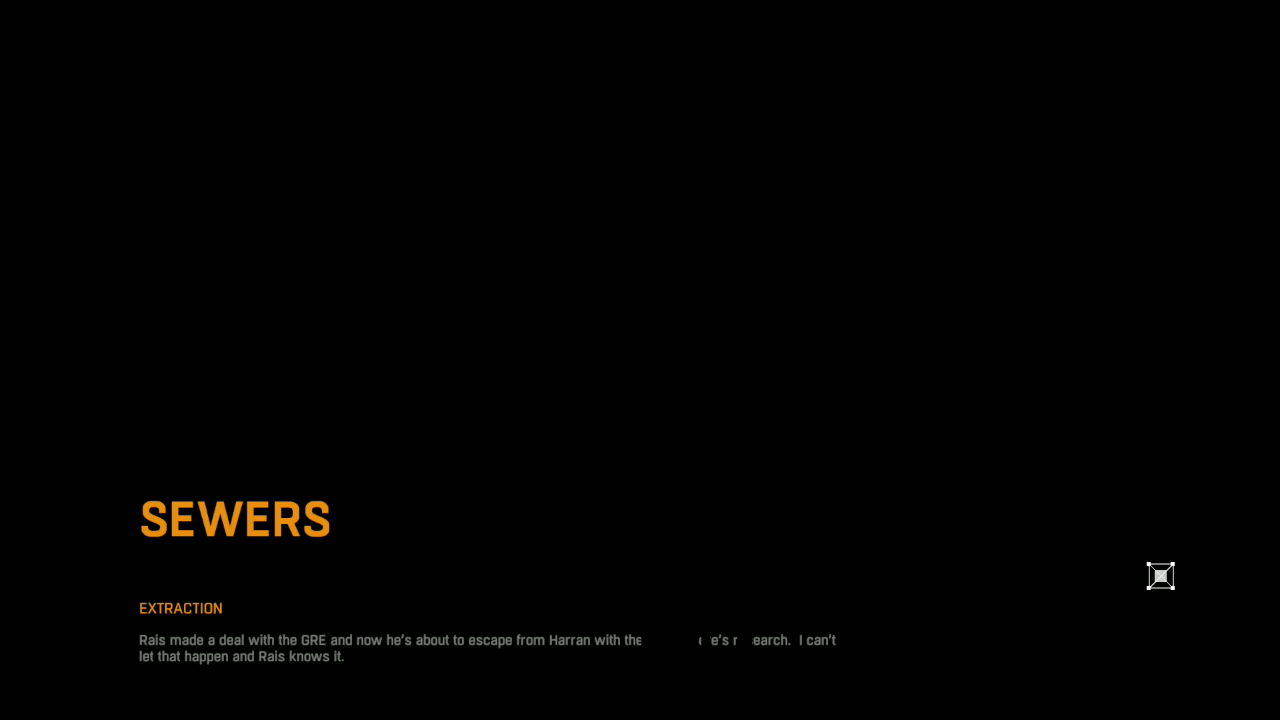 SEWERS
EXTRACTION
Rais made a deal with the GRE and now he's about to escape from Harran with the I can't
let that happen and Rais knows it.